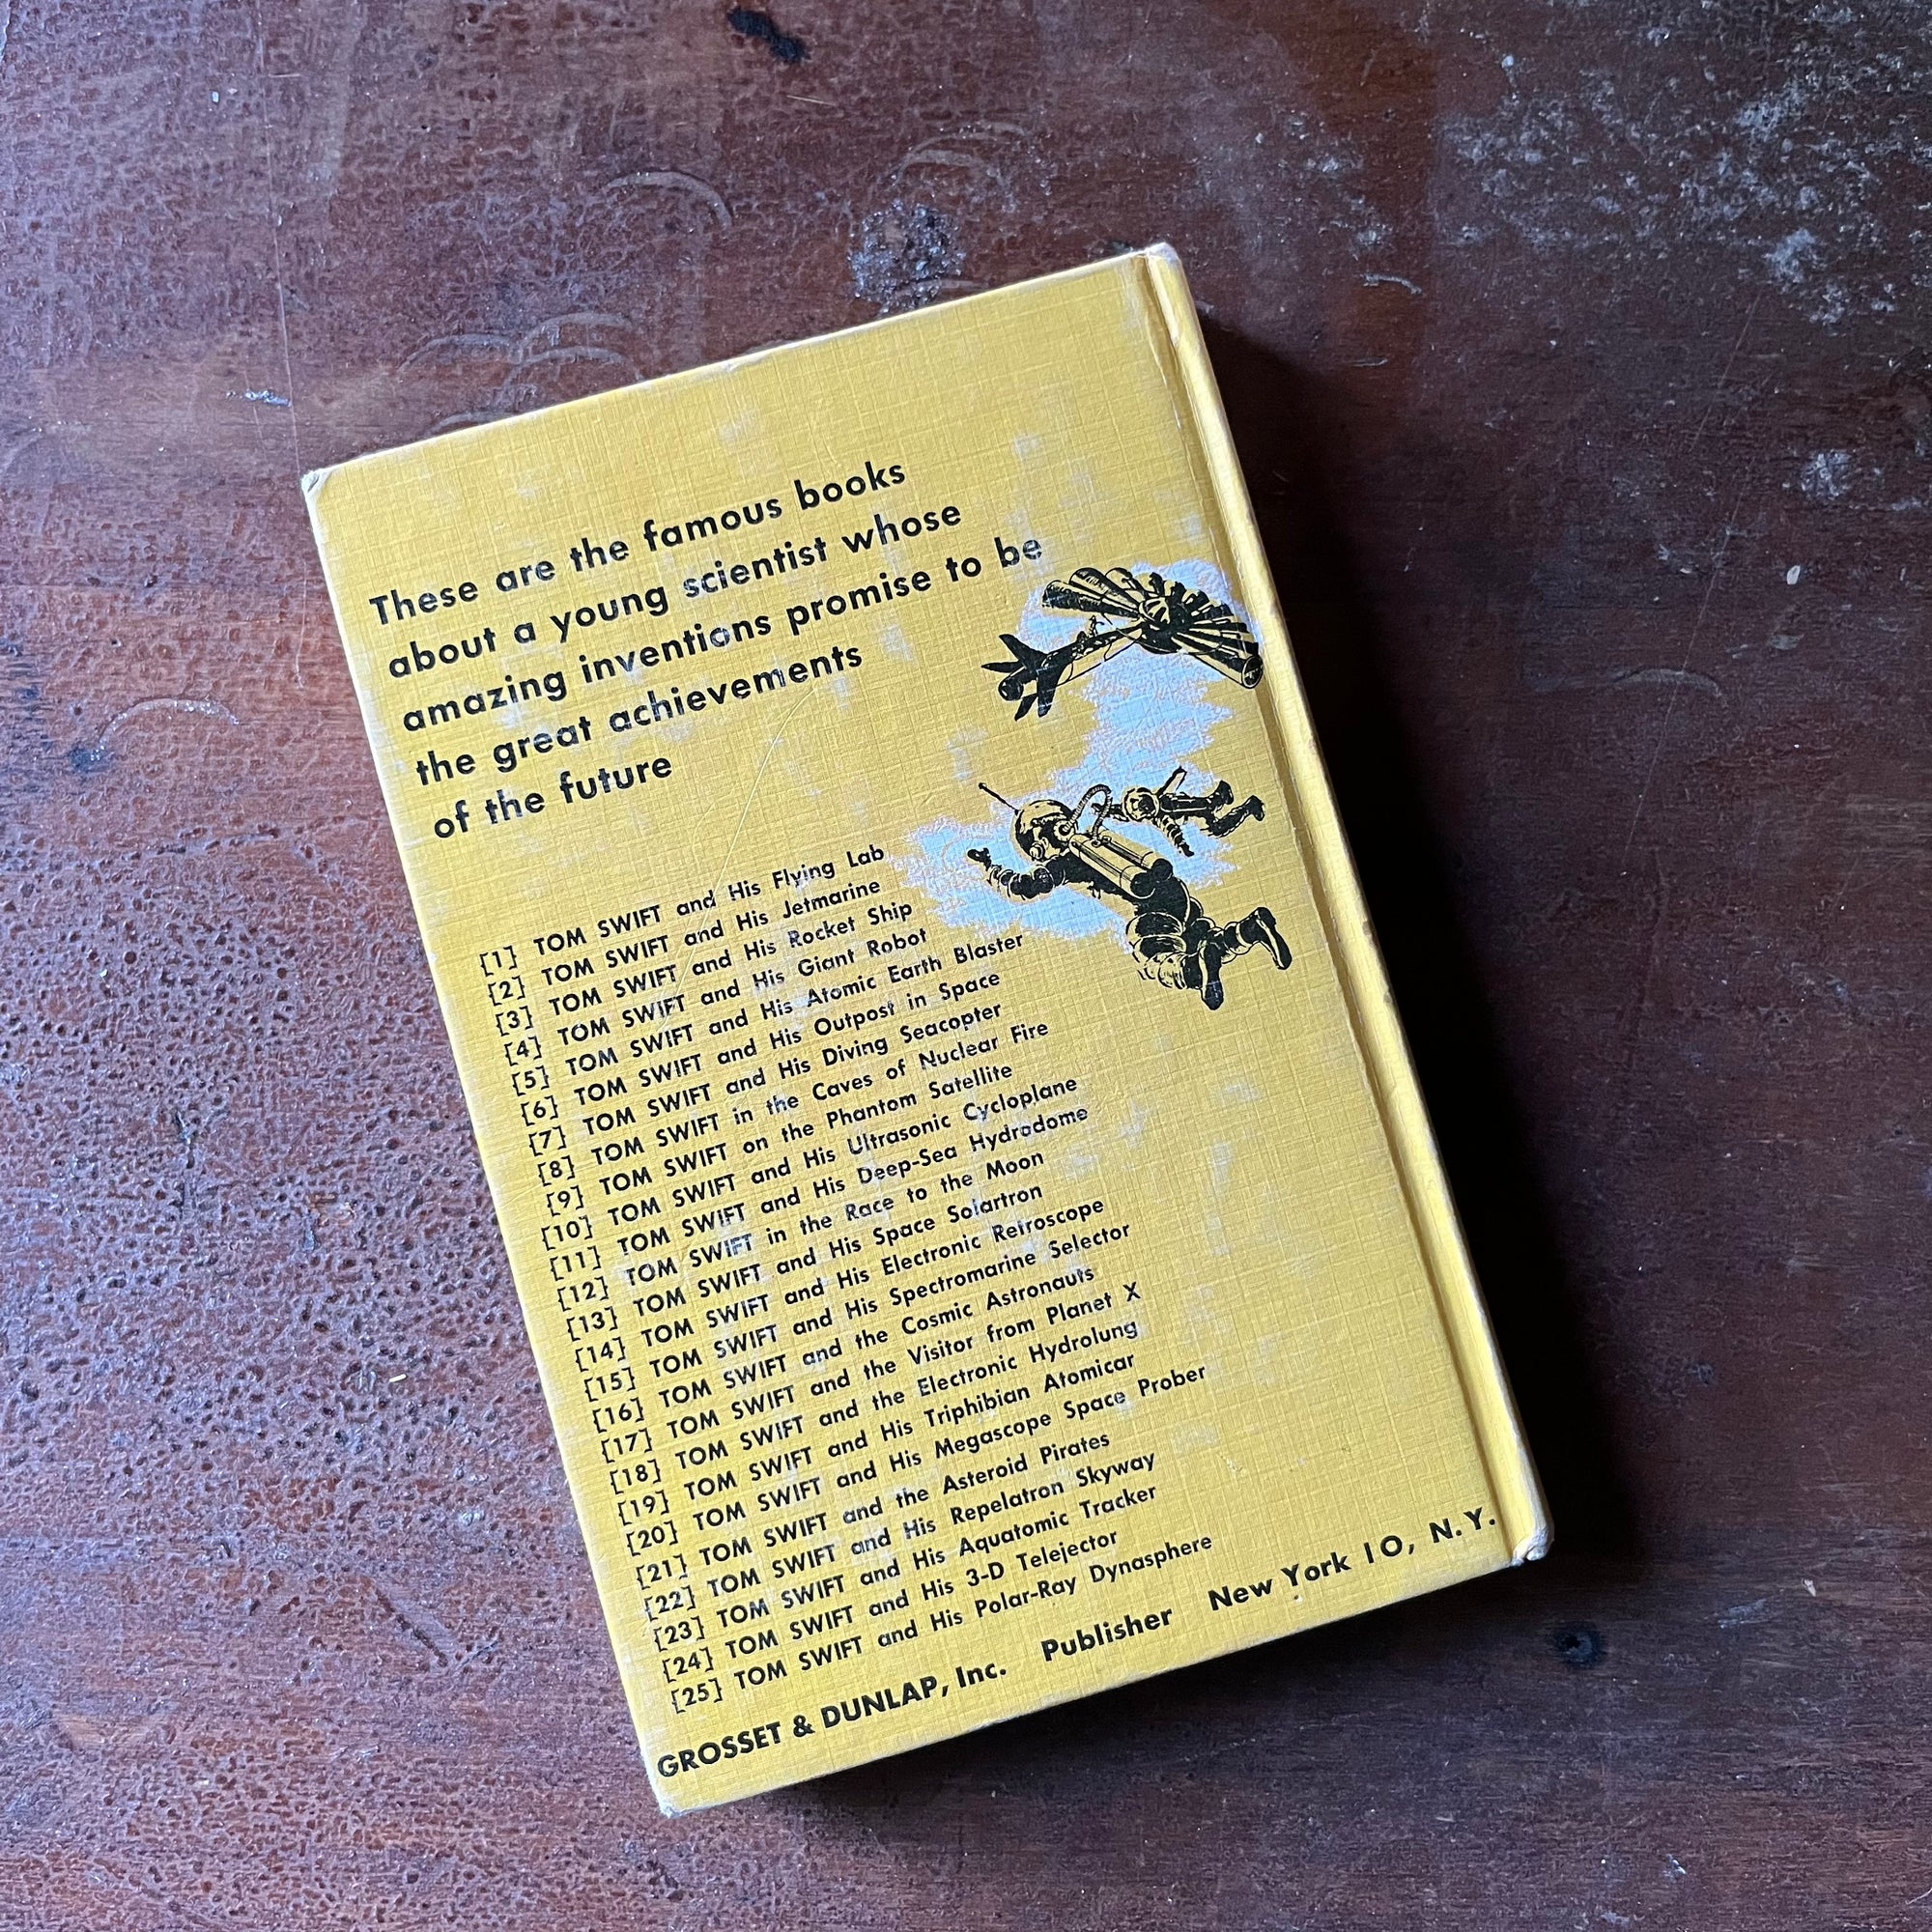 These are the famous books
about a young scientist whose
amazing inventions promise to be
the great achievements
of the future
[1] TOM SWIFT and His Flying Lab
[2] TOM SWIFT and His Jetmarine
[3] TOM SWIFT and His Rocket Ship
[4] TOM SWIFT and His Giant Robot
[5] TOM SWIFT and His Atomic Earth Blaster
[6] TOM SWIFT and His Outpost in Space
[7] TOM SWIFT and His Diving Seacopter
[8] TOM SWIFT in the Caves of Nuclear Fire
[9] TOM SWIFT on the Phantom Satellite
[10] TOM SWIFT and His Ultrasonic Cycloplane
[11] TOM SWIFT and His Deep-Sea Hydrodome
[12] TOM SWIFT in the Race to the Moon
[13] TOM SWIFT and His Space Solartron
[14] TOM SWIFT and His Electronic Retroscope
[15] TOM SWIFT and His Spectromarine Selector
[16] TOM SWIFT and the Cosmic Astronauts
[17] TOM SWIFT and the Visitor from Planet X
[18] TOM SWIFT and the Electronic Hydrolung
[19] TOM SWIFT and His Triphibian Atomicar
[20] TOM SWIFT and His Megascope Space Prober
[21] TOM SWIFT and the Asteroid Pirates
[22] TOM SWIFT and His Repelatron Skyway
[23] TOM SWIFT and His Aquatomic Tracker
[24] TOM SWIFT and His 3-D Telejector
[25] TOM SWIFT and His Polar-Ray Dynasphere
GROSSET & DUNLAP, Inc. Publisher New York 10, N.Y.